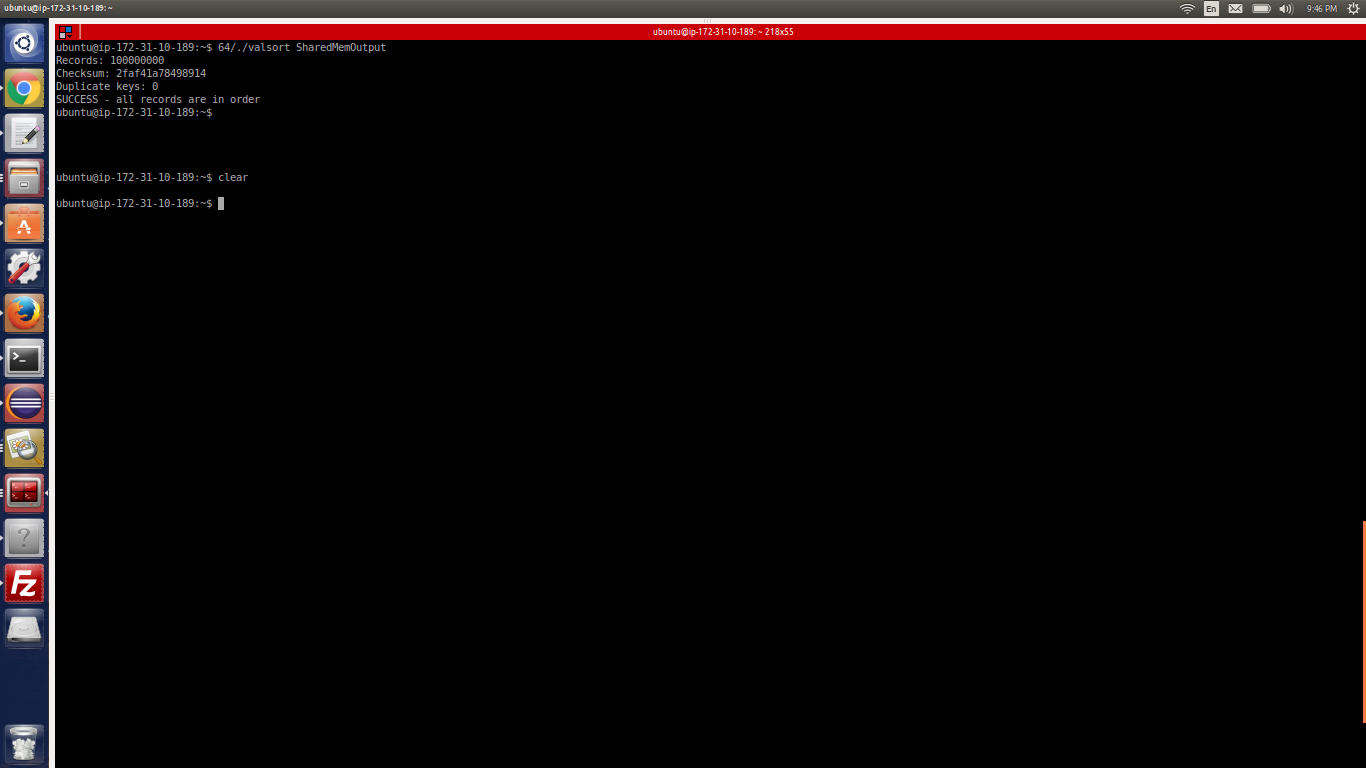 ubuntu@ip-172-31-10-189: ~
En
9:46 PM
ubuntu@ip-172-31-10-189: ~ 218x55
ubuntu@ip-172-31-10-189:~$ 64/./valsort SharedMemOutput
Records: 100000000
Checksum: 2faf41a78498914
Duplicate keys: 0
SUCCESS - all records are in order
ubuntu@ip-172-31-10-189:~$
ubuntu@ip-172-31-10-189:~$ clear
ubuntu@ip-172-31-10-189:~$
>_
?
Fz